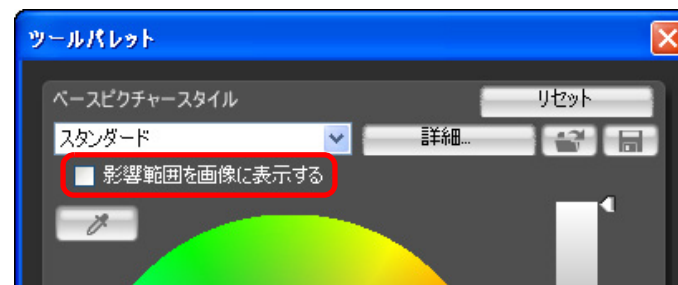 ツールパレット
ベースピクチャースタイル
リセット
スタンダード
詳細...
影響範囲を画像に表示する